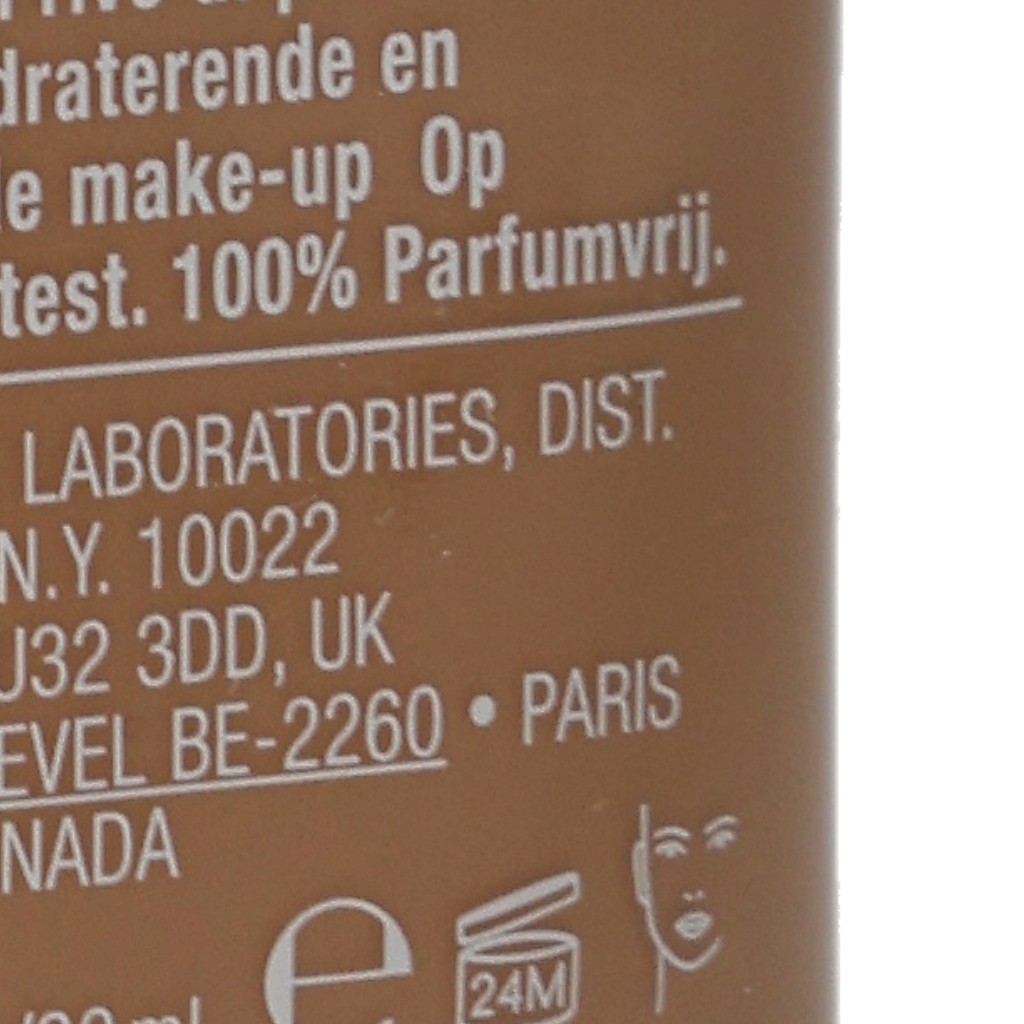 draterende en
make-up Op
test. 100% Parfumvrij.
LABORATORIES, DIST.
N.Y. 10022
U32 3DD, UK
EVEL BE-2260 • PARIS
NADA
e 24M
ml